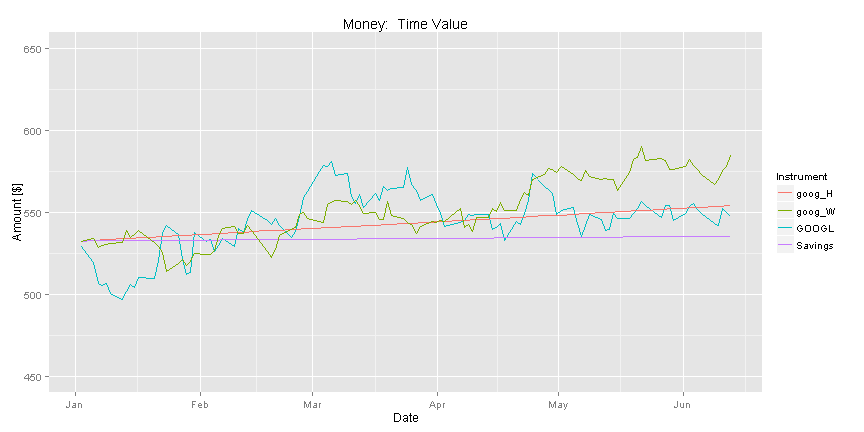 Money:  Time Value
650
600
550
500
450
Amount [$]
Jan Feb Mar Apr May Jun
Date
Instrument
goog_H
goog_W
GOOGL
Savings